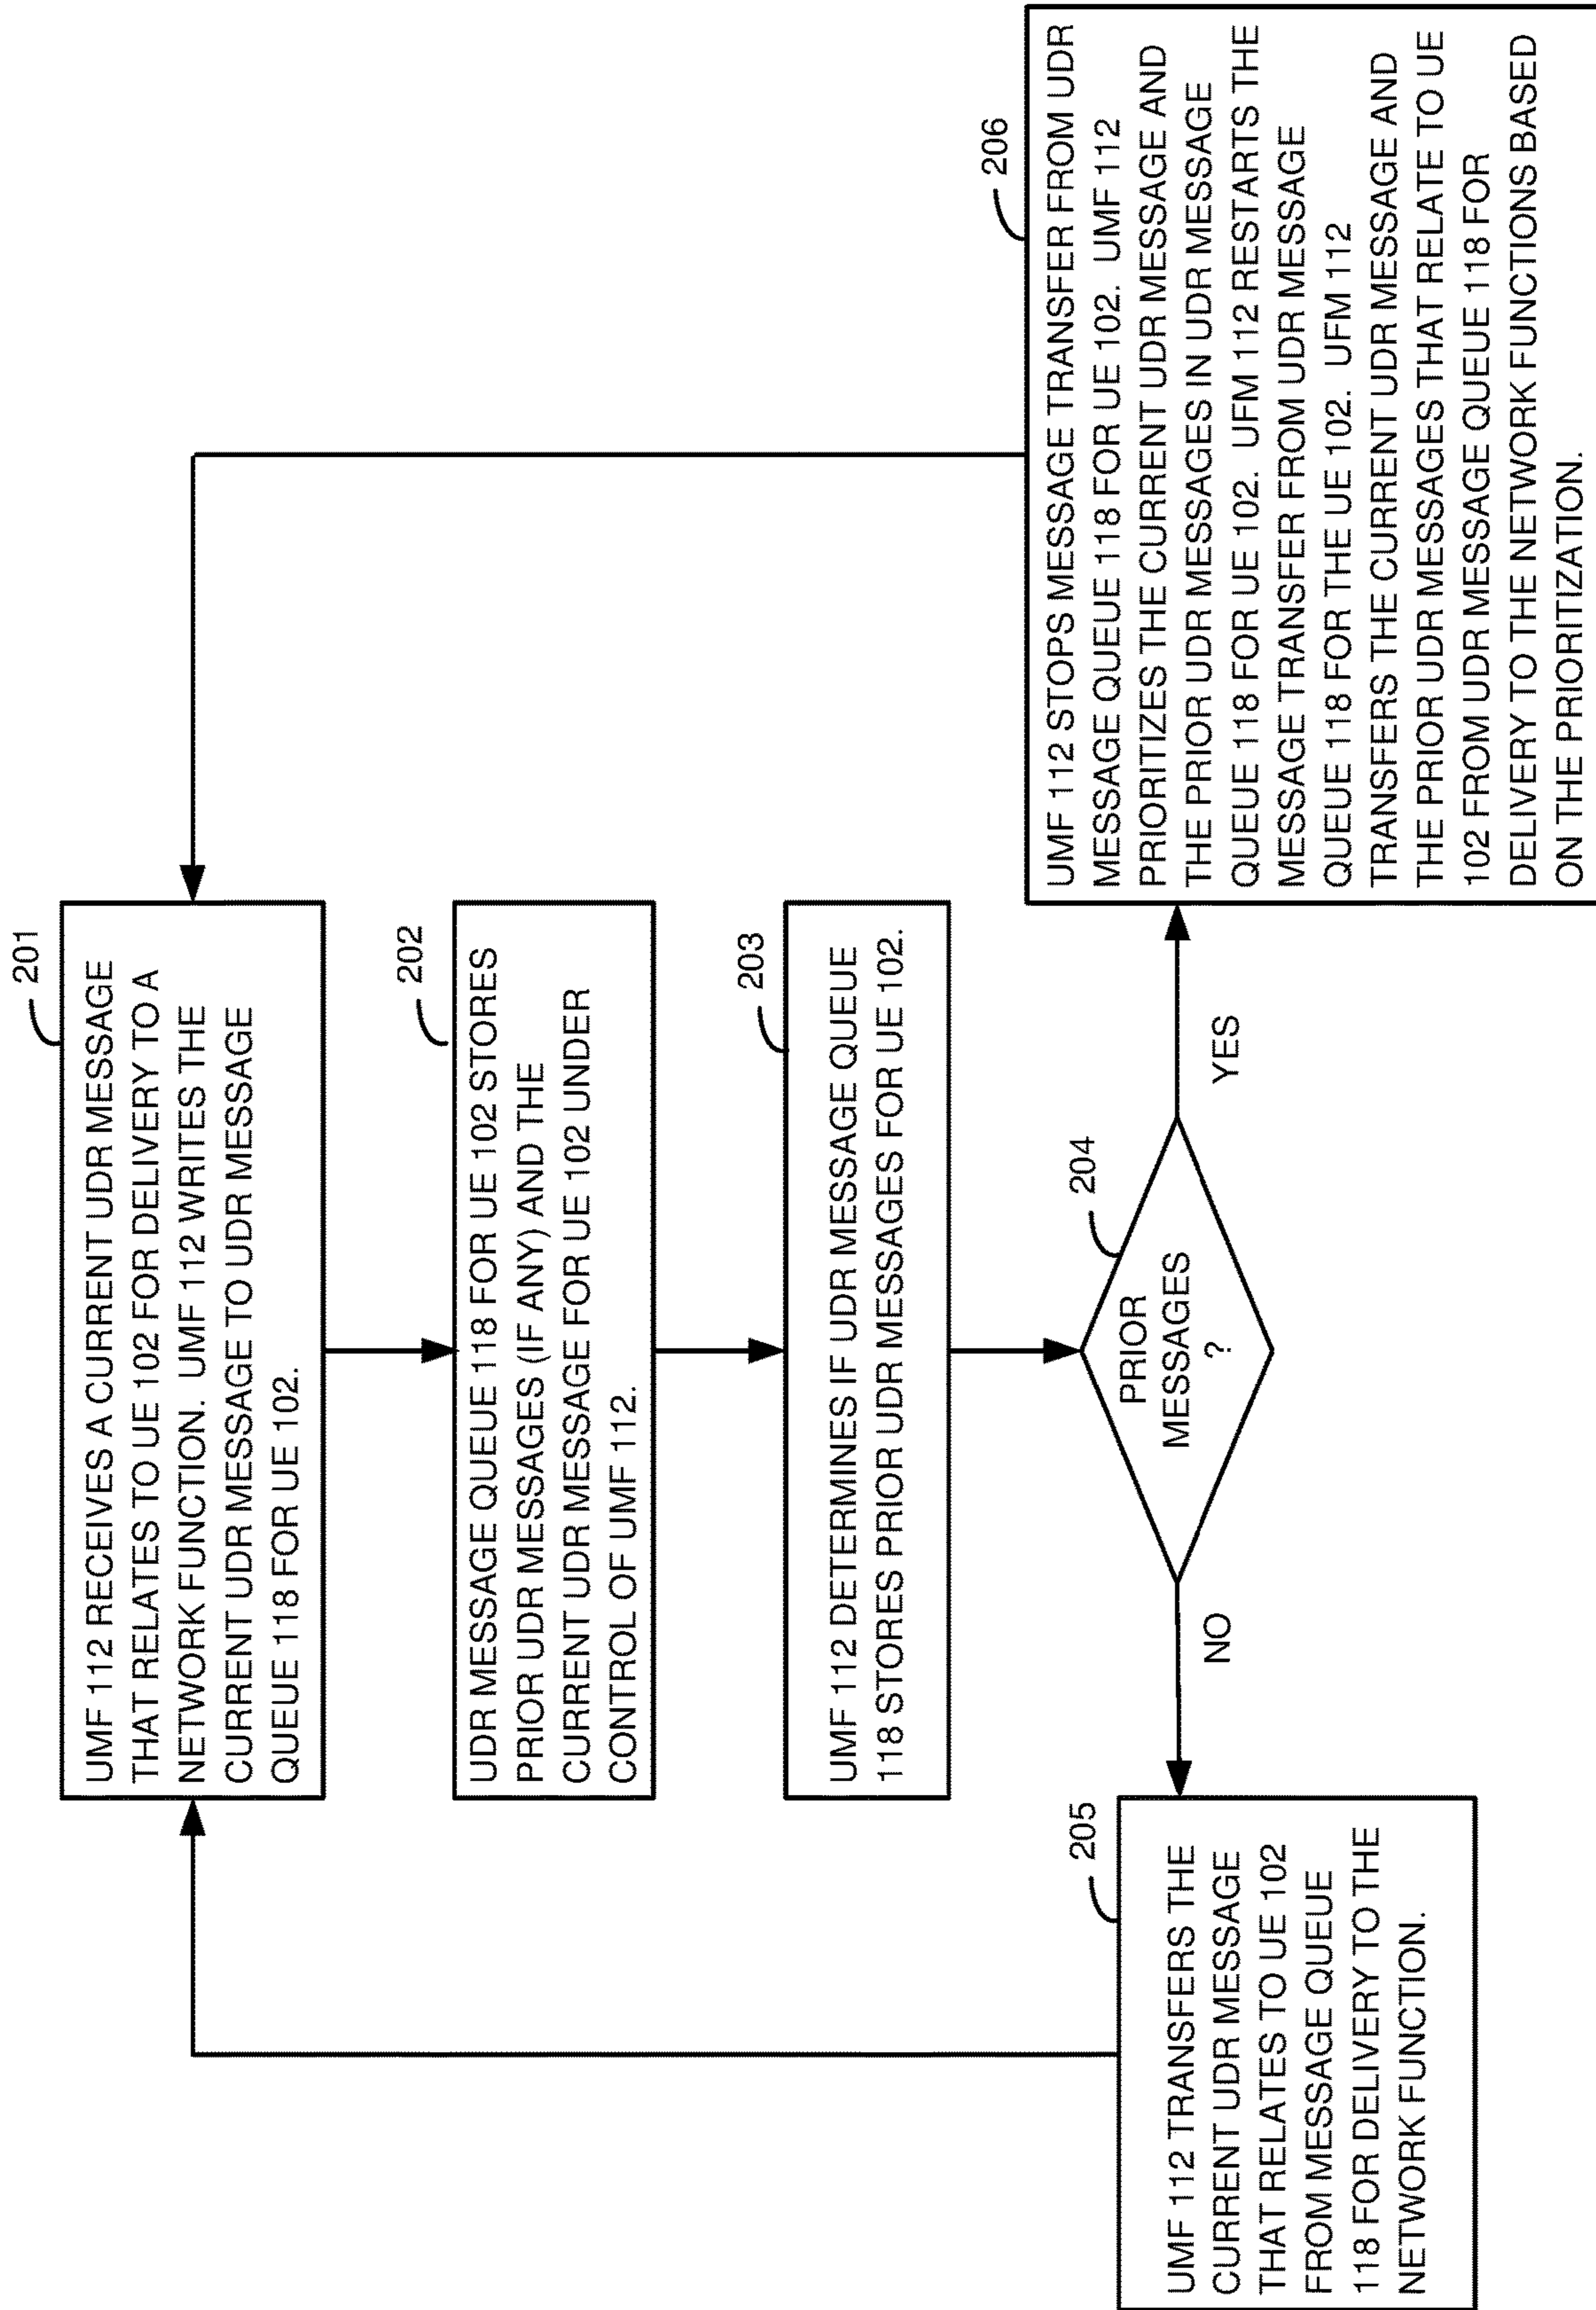 201
UMF 112 RECEIVES A CURRENT UDR MESSAGE
THAT RELATES TO UE 102 FOR DELIVERY TO A
NETWORK FUNCTION. UMF 112 WRITES THE
CURRENT UDR MESSAGE TO UDR MESSAGE
QUEUE 118 FOR UE 102.
202
UDR MESSAGE QUEUE 118 FOR UE 102 STORES
PRIOR UDR MESSAGES (IF ANY) AND THE
CURRENT UDR MESSAGE FOR UE 102 UNDER
CONTROL OF UMF 112.
203
UMF 112 DETERMINES IF UDR MESSAGE QUEUE
118 STORES PRIOR UDR MESSAGES FOR UE 102.
204
PRIOR
MESSAGES
?
NO
YES
205
UMF 112 TRANSFERS THE
CURRENT UDR MESSAGE
THAT RELATES TO UE 102
FROM MESSAGE QUEUE
118 FOR DELIVERY TO THE
NETWORK FUNCTION.
206
UMF 112 STOPS MESSAGE TRANSFER FROM UDR
MESSAGE QUEUE 118 FOR UE 102. UMF 112
PRIORITIZES THE CURRENT UDR MESSAGE AND
THE PRIOR UDR MESSAGES IN UDR MESSAGE
QUEUE 118 FOR UE 102. UFM 112 RESTARTS THE
MESSAGE TRANSFER FROM UDR MESSAGE
QUEUE 118 FOR THE UE 102. UFM 112
TRANSFERS THE CURRENT UDR MESSAGE AND
THE PRIOR UDR MESSAGES THAT RELATE TO UE
102 FROM UDR MESSAGE QUEUE 118 FOR
DELIVERY TO THE NETWORK FUNCTIONS BASED
ON THE PRIORITIZATION.